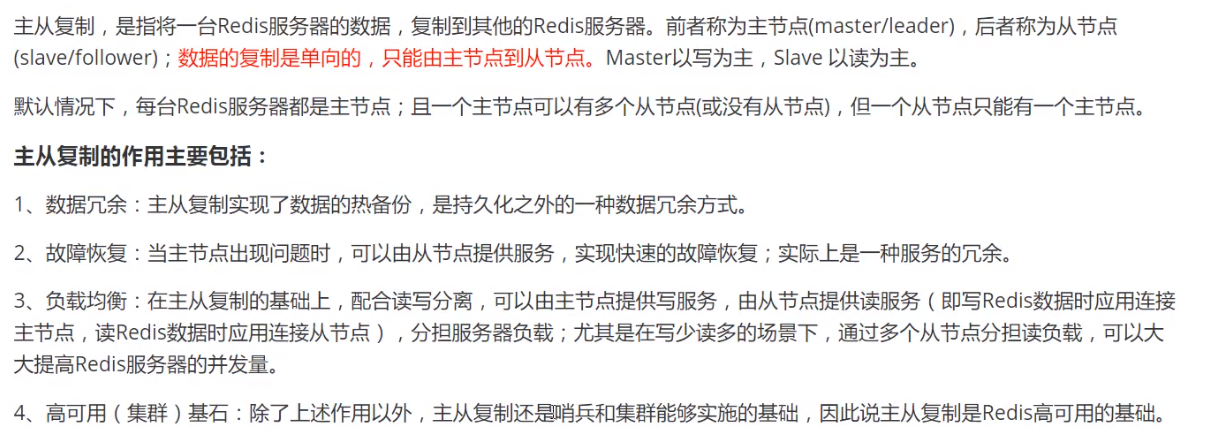 主从复制，是指将一台Redis服务器的数据，复制到其他的Redis服务器。前者称为主节点(master/leader)，后者称为从节点
(slave/follower)；数据的复制是单向的，只能由主节点到从节点。Master以写为主，Slave 以读为主。
默认情况下，每台Redis服务器都是主节点；且一个主节点可以有多个从节点(或没有从节点)，但一个从节点只能有一个主节点。
主从复制的作用主要包括：
1、数据冗余：主从复制实现了数据的热备份，是持久化之外的一种数据冗余方式。
2、故障恢复：当主节点出现问题时，可以由从节点提供服务，实现快速的故障恢复；实际上是一种服务的冗余。
3、负载均衡：在主从复制的基础上，配合读写分离，可以由主节点提供写服务，由从节点提供读服务（即写Redis数据时应用连接
主节点，读Redis数据时应用连接从节点），分担服务器负载；尤其是在写少读多的场景下，通过多个从节点分担读负载，可以大
大提高Redis服务器的并发量。
4、高可用（集群）基石：除了上述作用以外，主从复制还是哨兵和集群能够实施的基础，因此说主从复制是Redis高可用的基础。